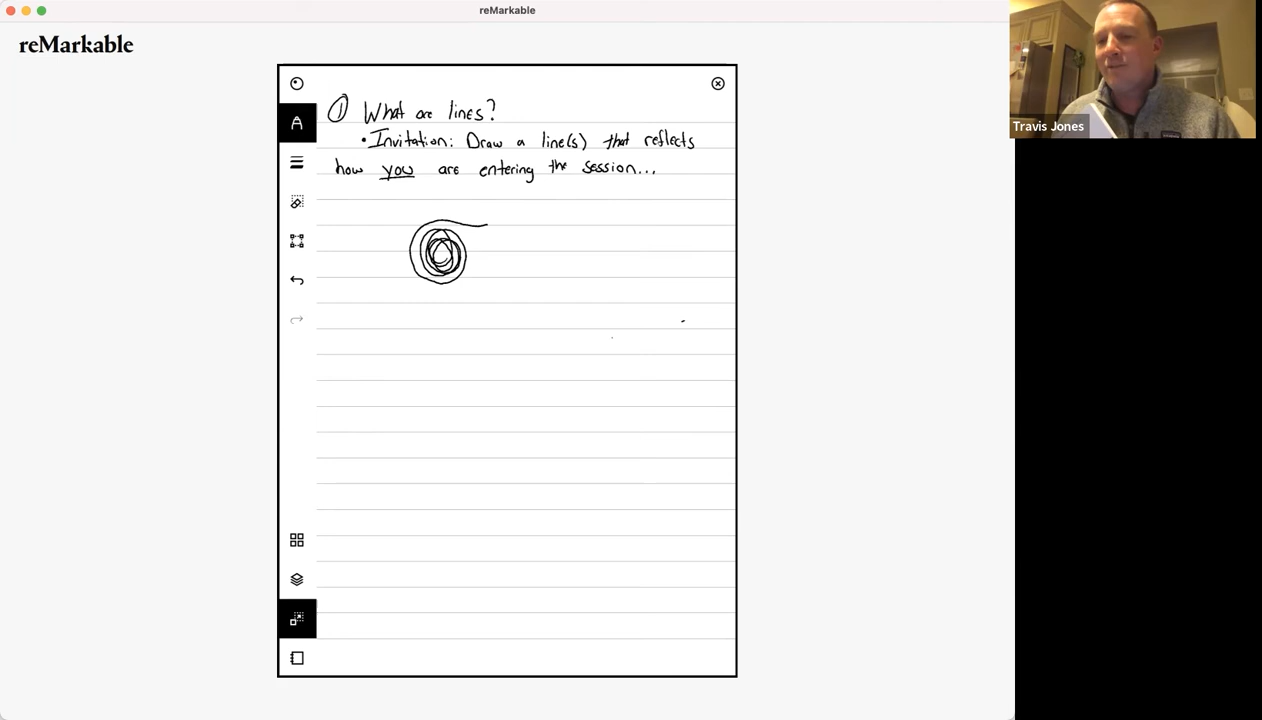 reMarkable
reMarkable
① What are lines?
• Invitation: Draw a line(s) that reflects
how you are entering the session...
Travis Jones